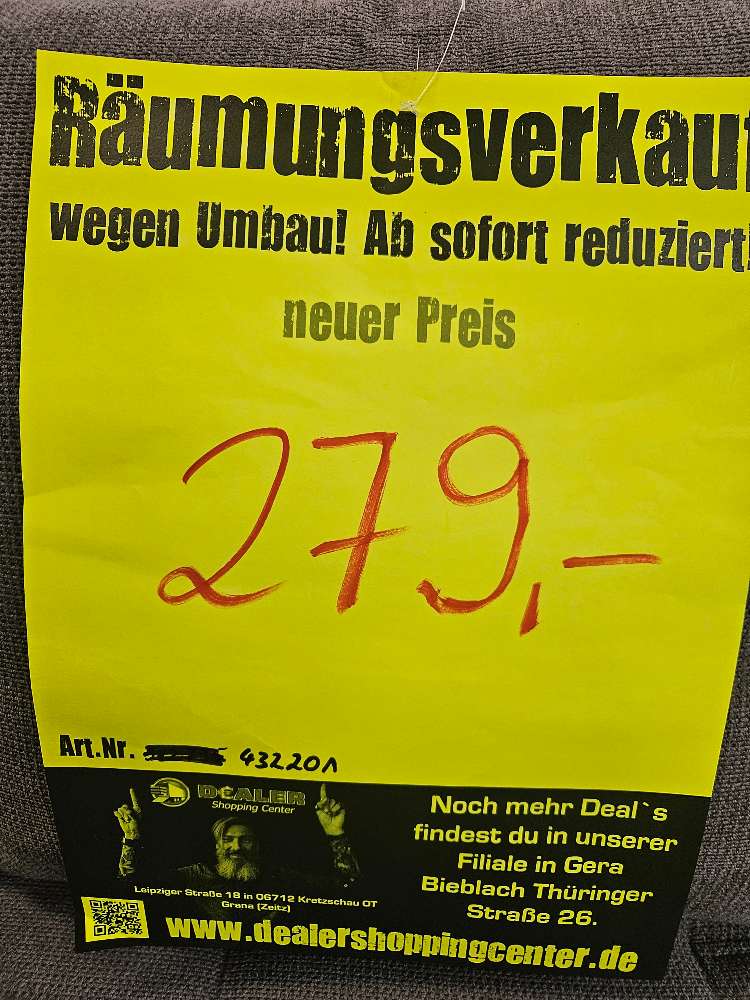 Räumungsverkauf
wegen Umbau! Ab sofort reduziert!
neuer Preis
279,-
Art.Nr. 432201
DEALER
Shopping Center
Leipziger Straße 18 in 06712 Kretzschau OT
Grana (Zeitz)
Noch mehr Deal`s
findest du in unserer
Filiale in Gera
Bieblach Thüringer
Straße 26.
www.dealershoppingcenter.de